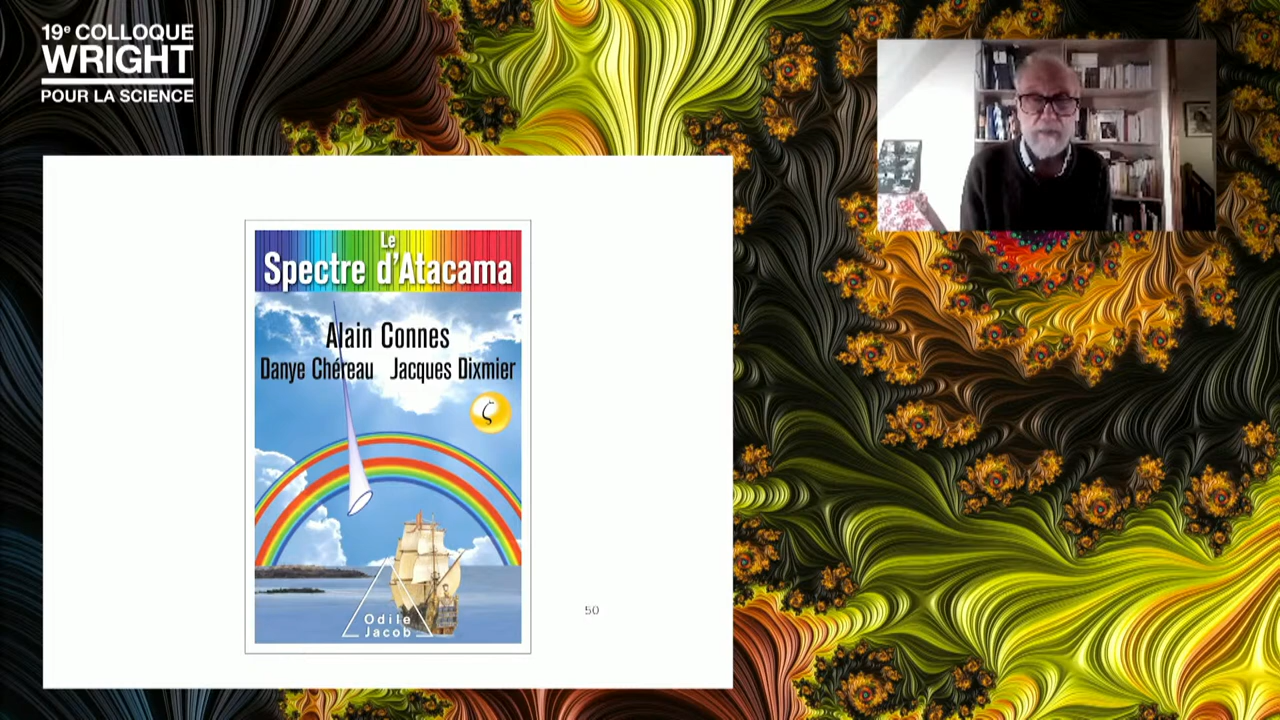 19e COLLOQUE
WRIGHT
POUR LA SCIENCE
Le
Spectre d'Atacama
Alain Connes
Danye Chéreau Jacques Dixmier
ζ
Odile
Jacob
50